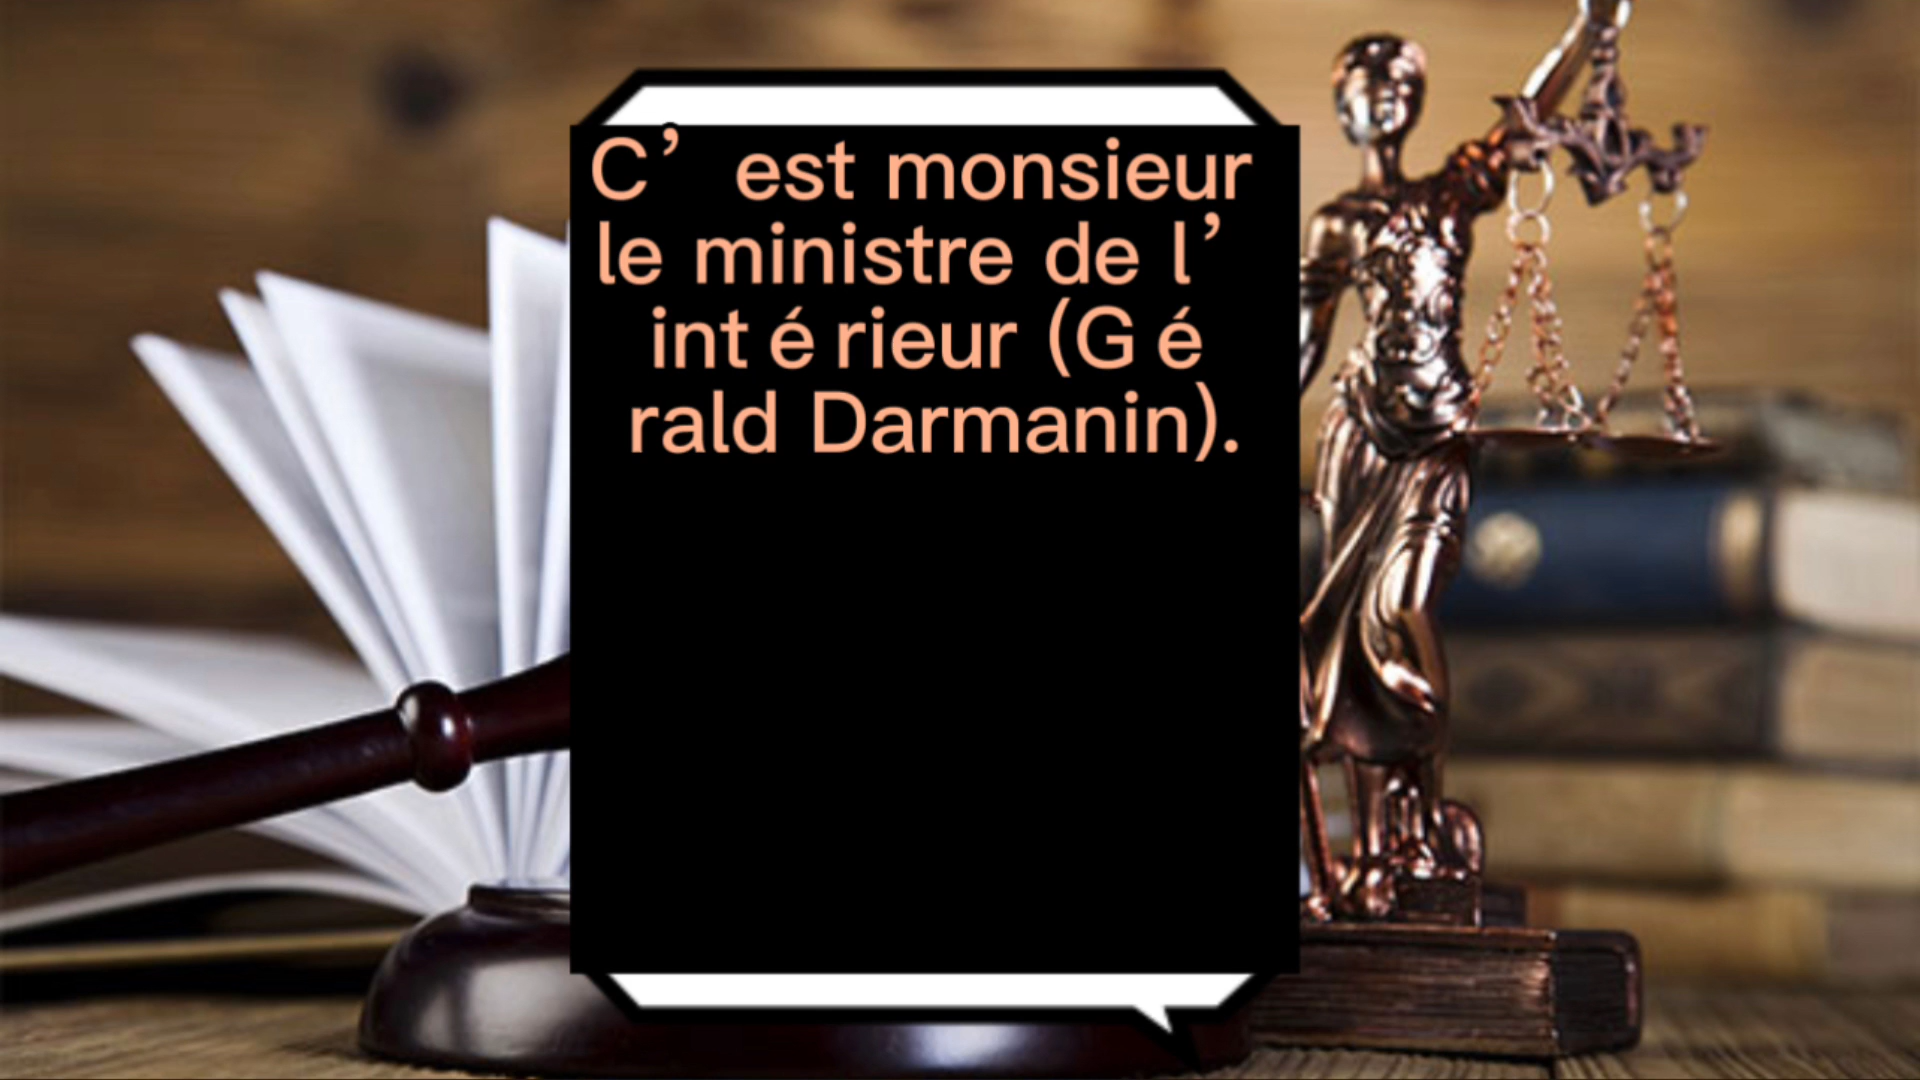 C’ est monsieur
le ministre de l’
int é rieur (G é
rald Darmanin).